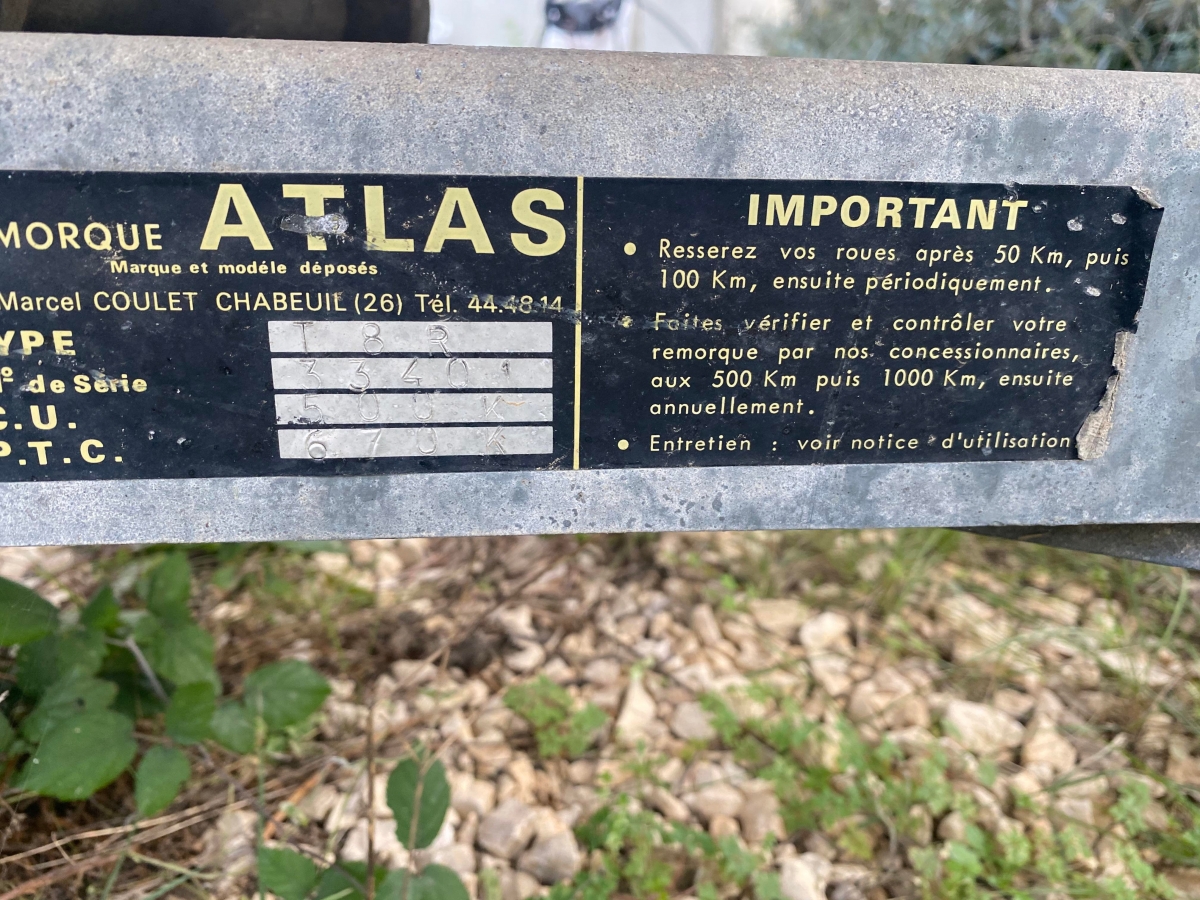 MORQUE ATLAS
Marque et modéle déposés
Marcel COULET CHABEUIL (26) Tél. 44.48.14
YPE T 8 R
N° de Série 3340
C.U. 500 K
P.T.C. 670 K
IMPORTANT
• Resserez vos roues après 50 Km, puis
100 Km, ensuite périodiquement.
• Faites vérifier et contrôler votre
remorque par nos concessionnaires,
aux 500 Km puis 1000 Km, ensuite
annuellement.
• Entretien : voir notice d'utilisation